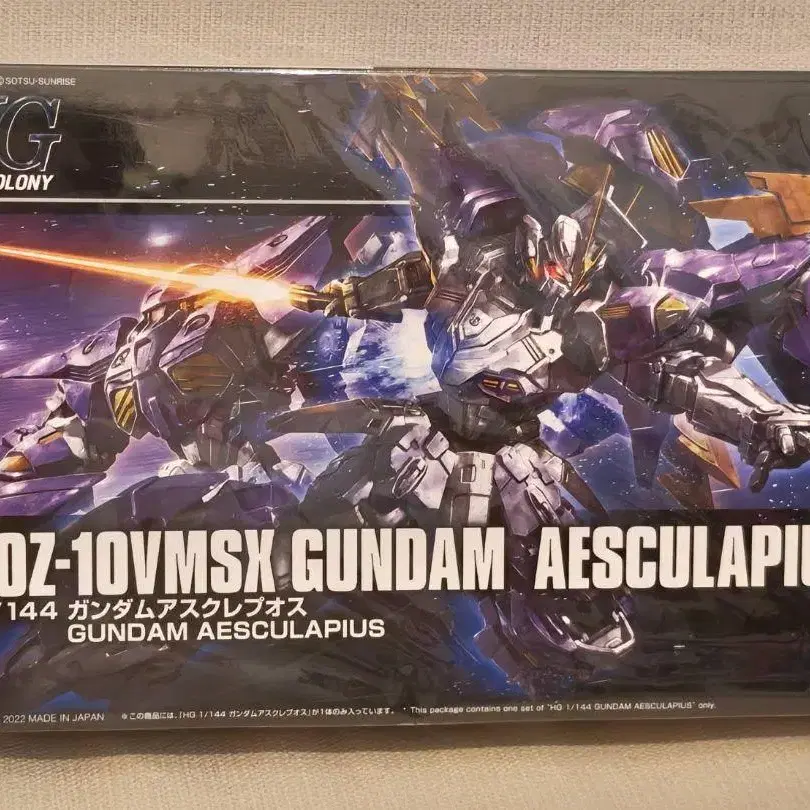 ©SOTSU·SUNRISE
G
OLONY
OZ-10VMSX GUNDAM AESCULAPIU
/144 ガンダムアスクレプオス
GUNDAM AESCULAPIUS
2022 MADE IN JAPAN ※この商品には、「HG 1/144 ガンダムアスクレプオス」が1体のみ入っています。 * This package contains one set of "HG 1/144 GUNDAM AESCULAPIUS" only.